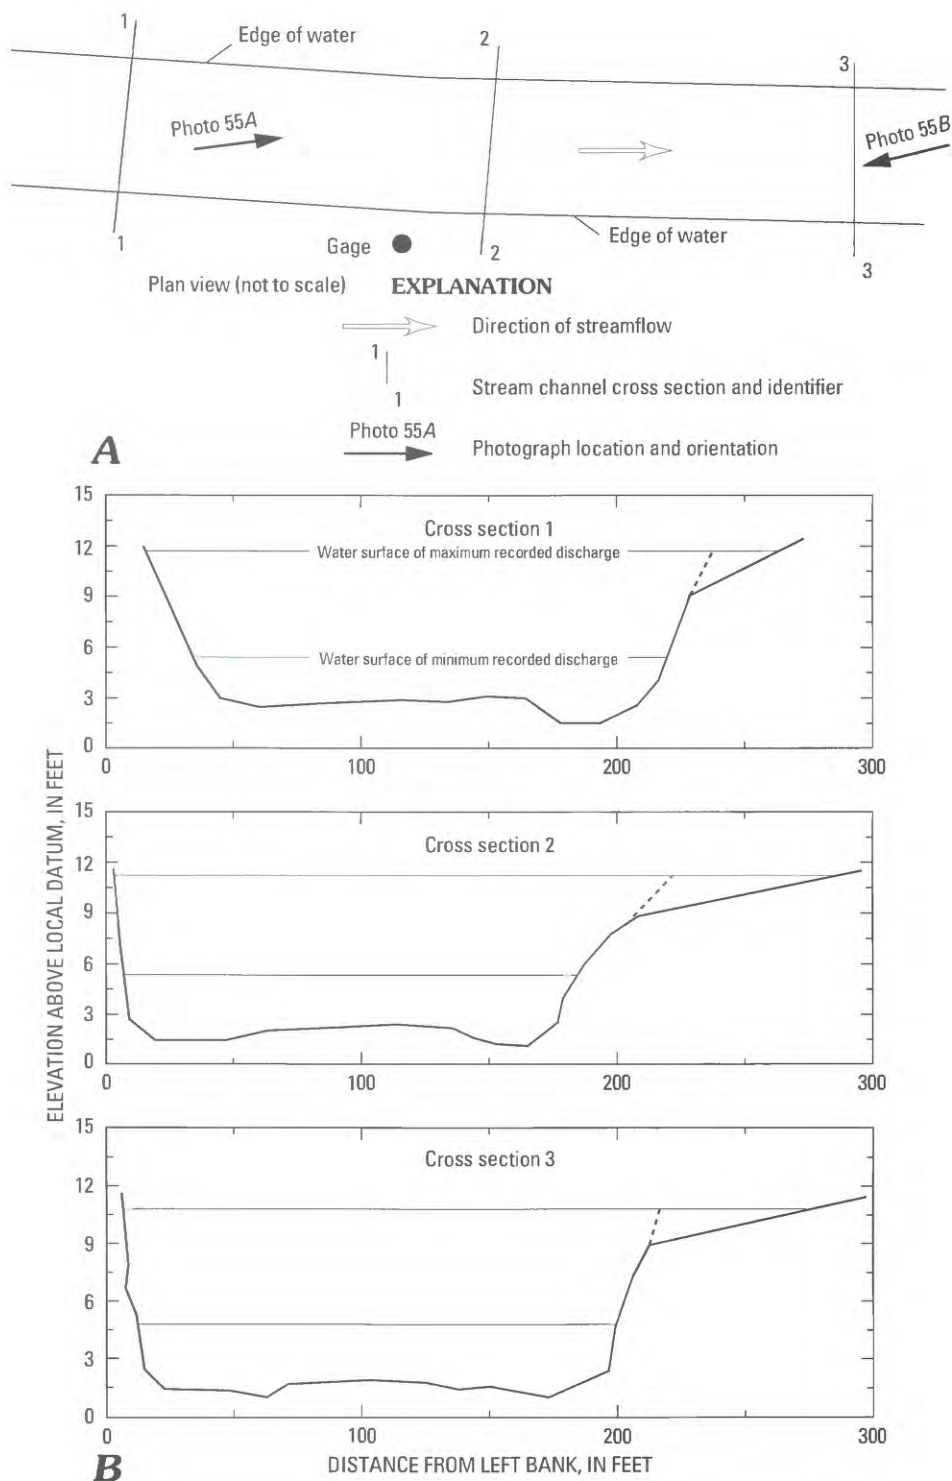 1
Edge of water
2
3
Photo 55A
Photo 55B
1
Gage
2
Edge of water
3
Plan view (not to scale)
EXPLANATION
Direction of streamflow
1
1
Stream channel cross section and identifier
Photo 55A
Photograph location and orientation
A
ELEVATION ABOVE LOCAL DATUM, IN FEET
15
12
9
6
3
0
Cross section 1
Water surface of maximum recorded discharge
Water surface of minimum recorded discharge
0 100 200 300
15
12
9
6
3
0
Cross section 2
0 100 200 300
15
12
9
6
3
0
Cross section 3
0 100 200 300
B
DISTANCE FROM LEFT BANK, IN FEET